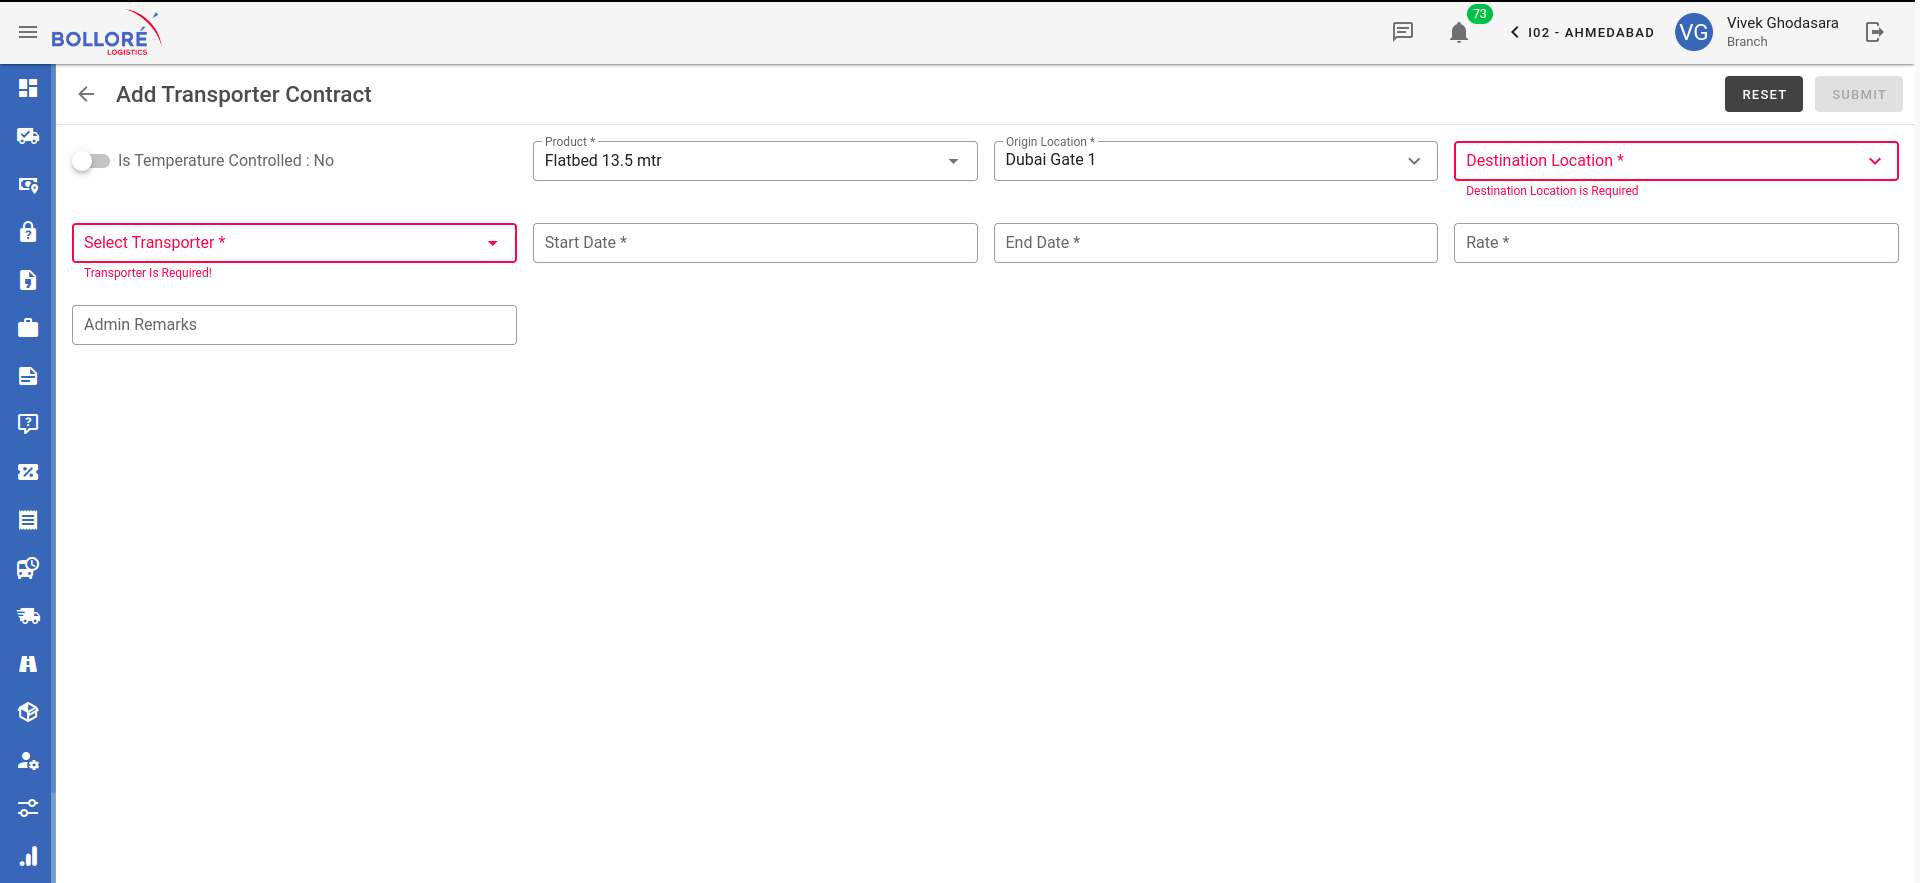 BOLLORÉ
LOGISTICS
73
I02 - AHMEDABAD
VG
Vivek Ghodasara
Branch
Add Transporter Contract
RESET
SUBMIT
Is Temperature Controlled : No
Product *
Flatbed 13.5 mtr
Origin Location *
Dubai Gate 1
Destination Location *
Destination Location is Required
Select Transporter *
Transporter Is Required!
Start Date *
End Date *
Rate *
Admin Remarks